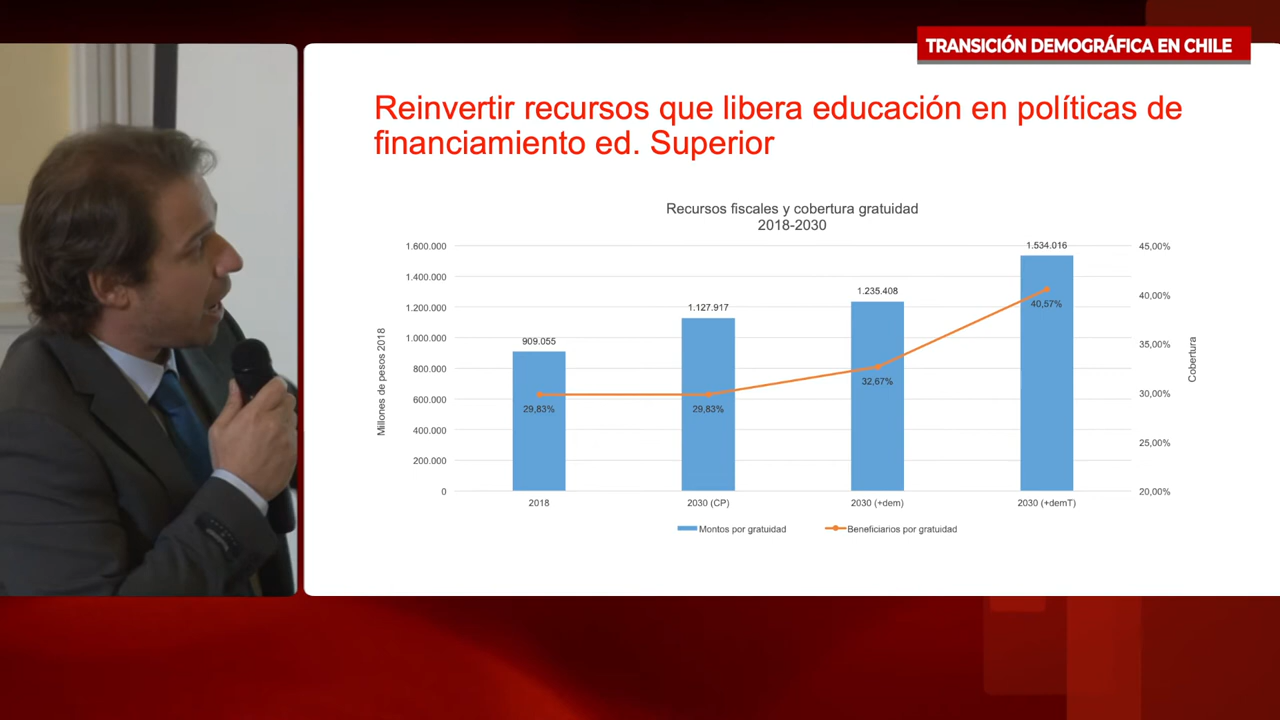 TRANSICIÓN DEMOGRÁFICA EN CHILE
Reinvertir recursos que libera educación en políticas de
financiamiento ed. Superior
Recursos fiscales y cobertura gratuidad
2018-2030
Millones de pesos 2018
1.600.000
1.400.000
1.200.000
1.000.000
800.000
600.000
400.000
200.000
0
909.055
1.127.917
1.235.408
1.534.016
29,83%
29,83%
32,67%
40,57%
45,00%
40,00%
35,00%
30,00%
25,00%
20,00%
Cobertura
2018
2030 (CP)
2030 (+dem)
2030 (+demT)
Montos por gratuidad
Beneficiarios por gratuidad